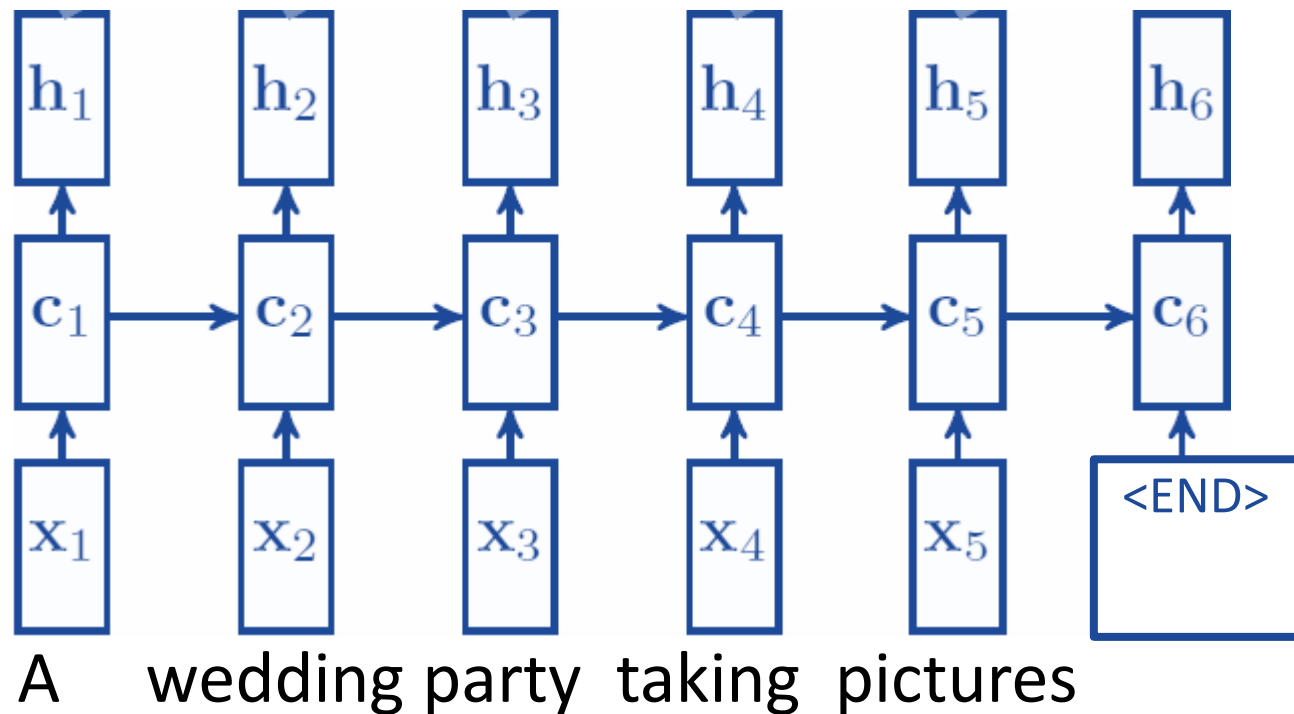 h₁ h₂ h₃ h₄ h₅ h₆
c₁ c₂ c₃ c₄ c₅ c₆
x₁ x₂ x₃ x₄ x₅ <END>
A wedding party taking pictures